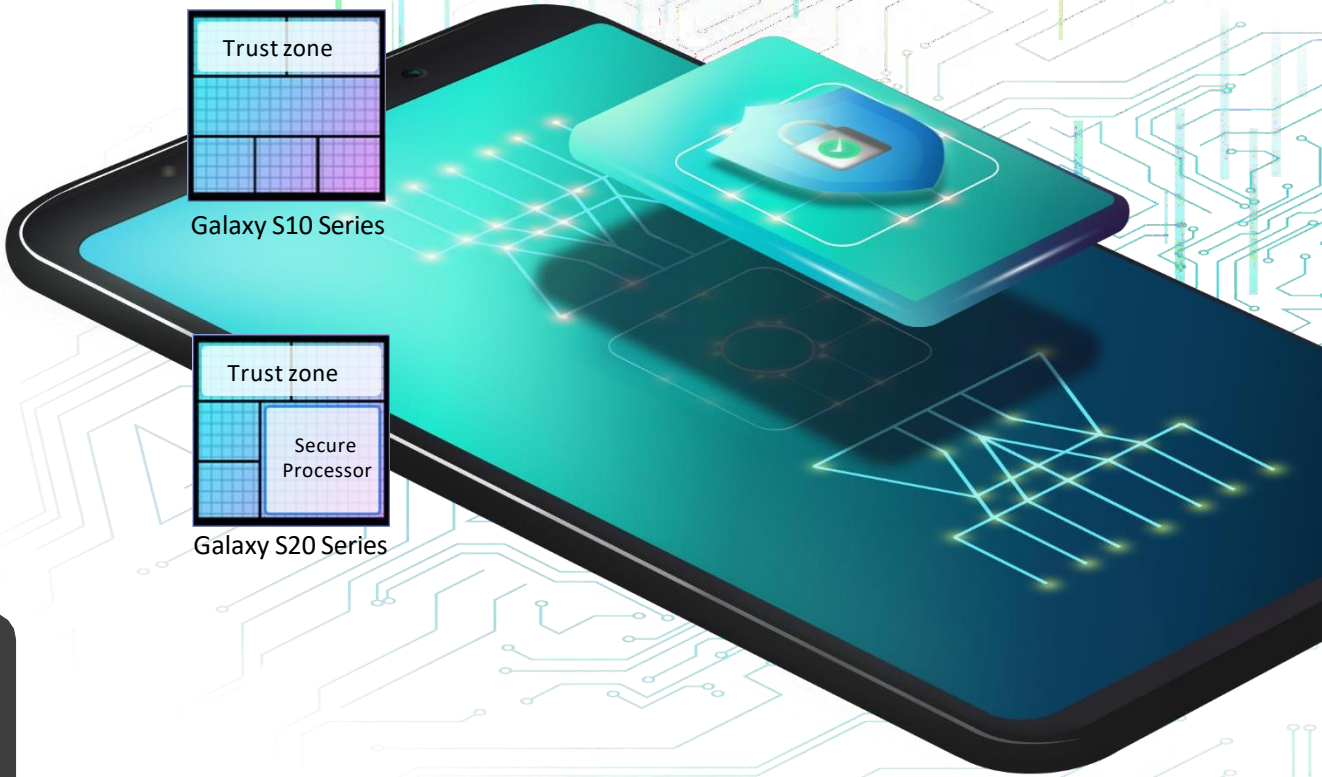 Trust zone
Galaxy S10 Series
Trust zone
Secure
Processor
Galaxy S20 Series